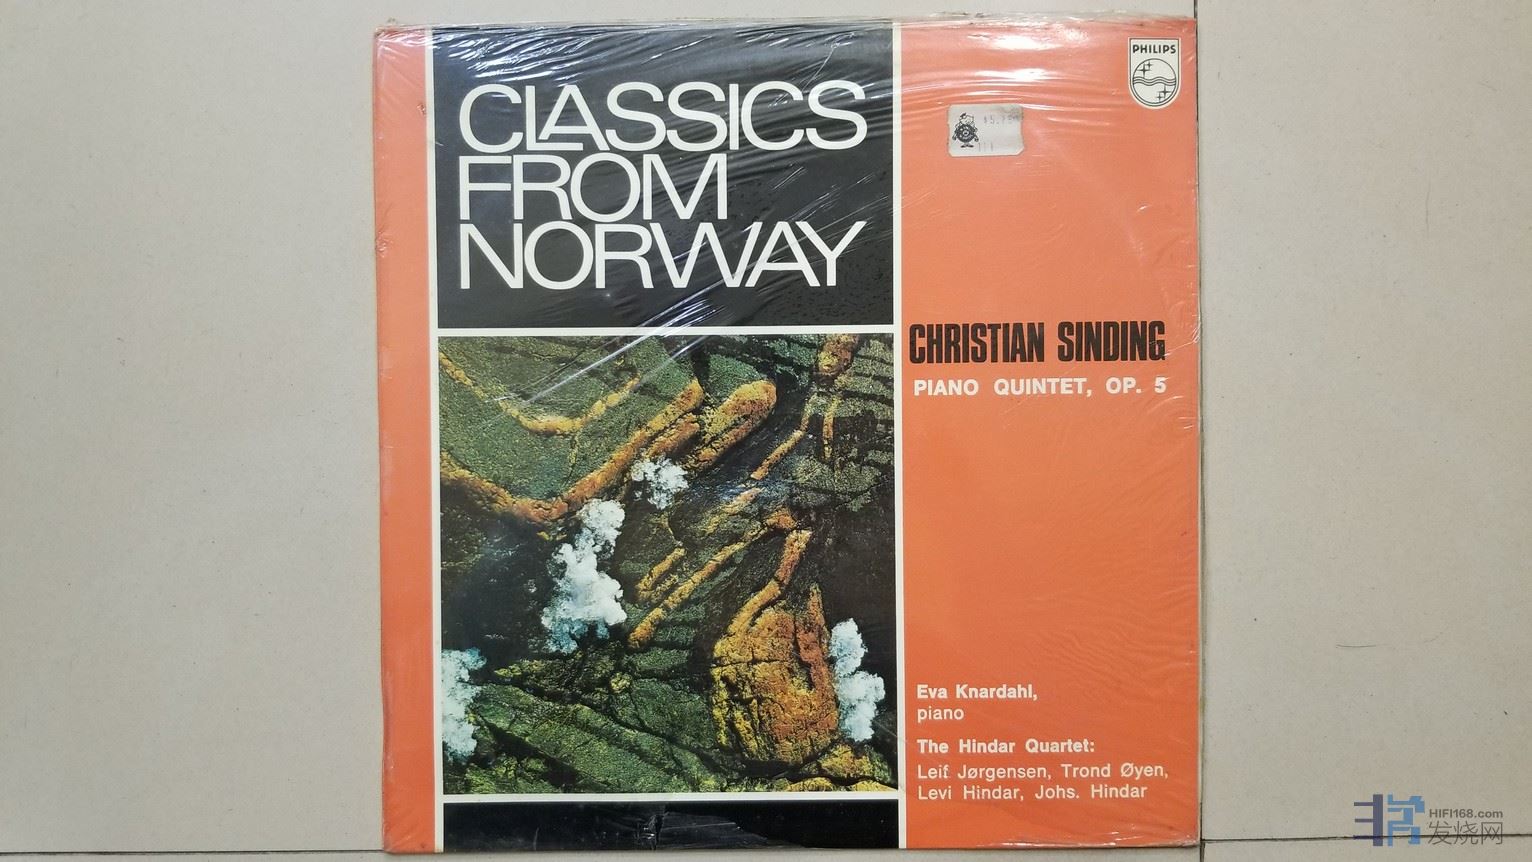 CLASSICS
FROM
NORWAY
PHILIPS
CHRISTIAN SINDING
PIANO QUINTET, OP. 5
Eva Knardahl,
piano
The Hindar Quartet:
Leif Jørgensen, Trond Øyen,
Levi Hindar, Johs. Hindar
HIFI168.com
发烧网